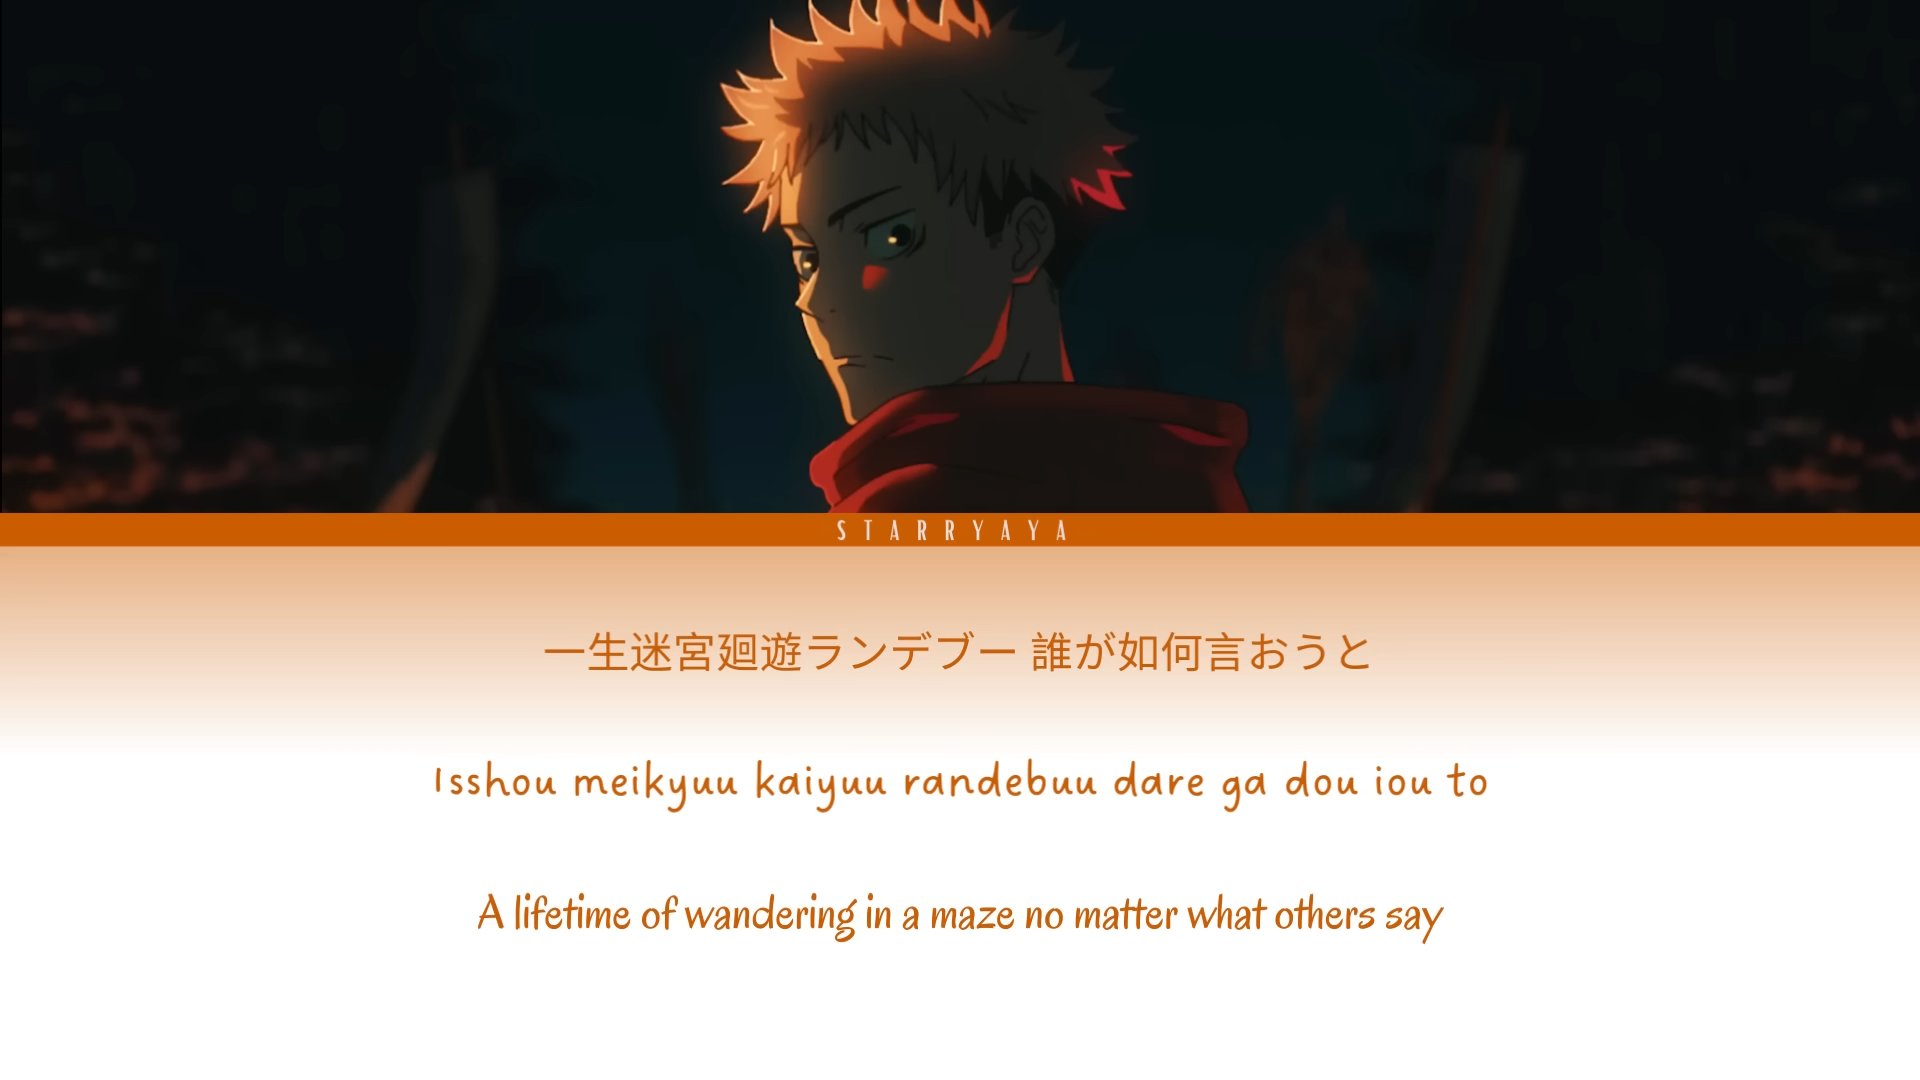 STARRYAYA
一生迷宮廻遊ランデブー 誰が如何言おうと
Isshou meikyuu kaiyuu randebuu dare ga dou iou to
A lifetime of wandering in a maze no matter what others say